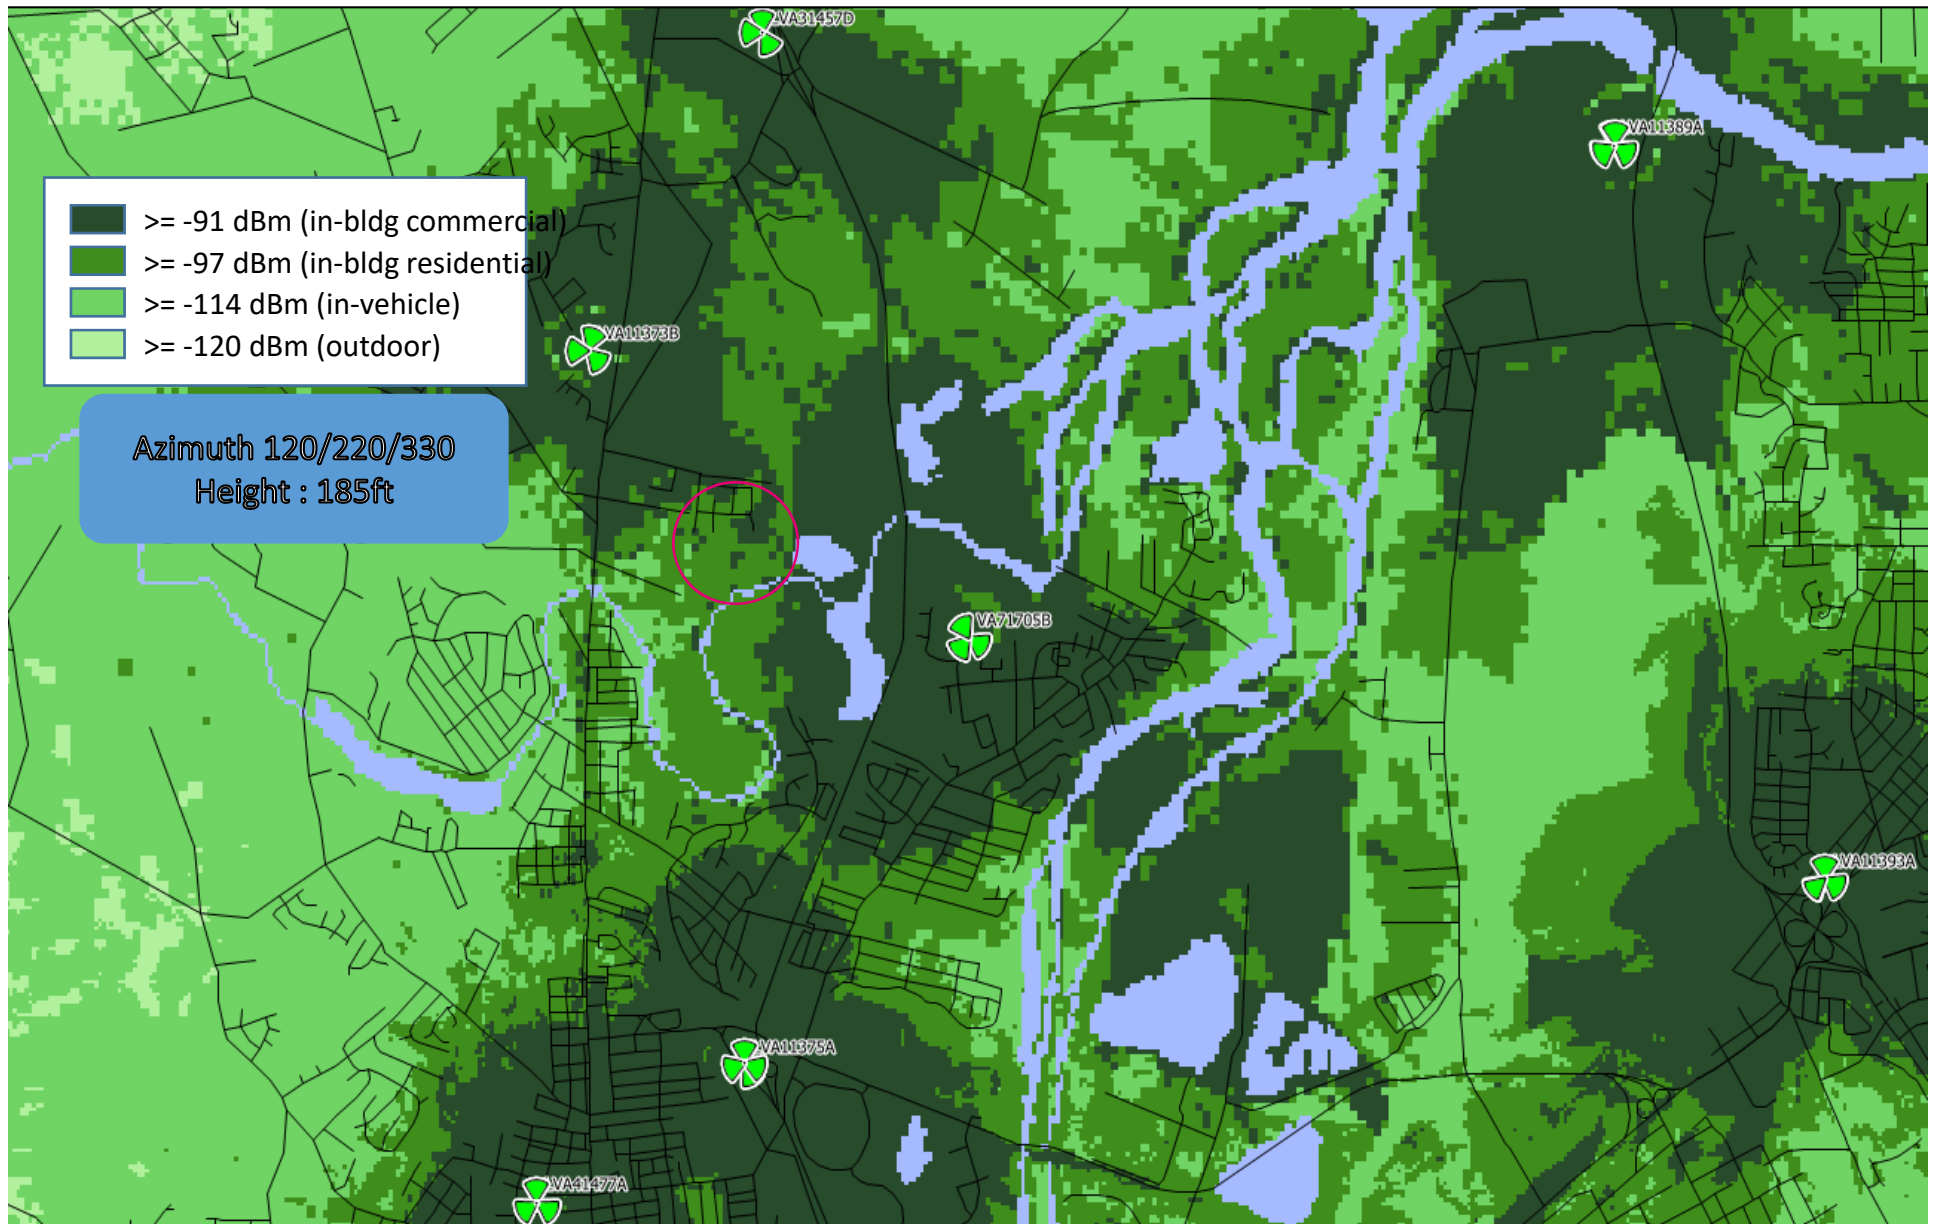 VA31457D
VA11389A
>= -91 dBm (in-bldg commercial)
>= -97 dBm (in-bldg residential)
>= -114 dBm (in-vehicle)
>= -120 dBm (outdoor)
VA11373B
Azimuth 120/220/330
Height : 185ft
VA71705B
VA11393A
VA11375A
VA41477A